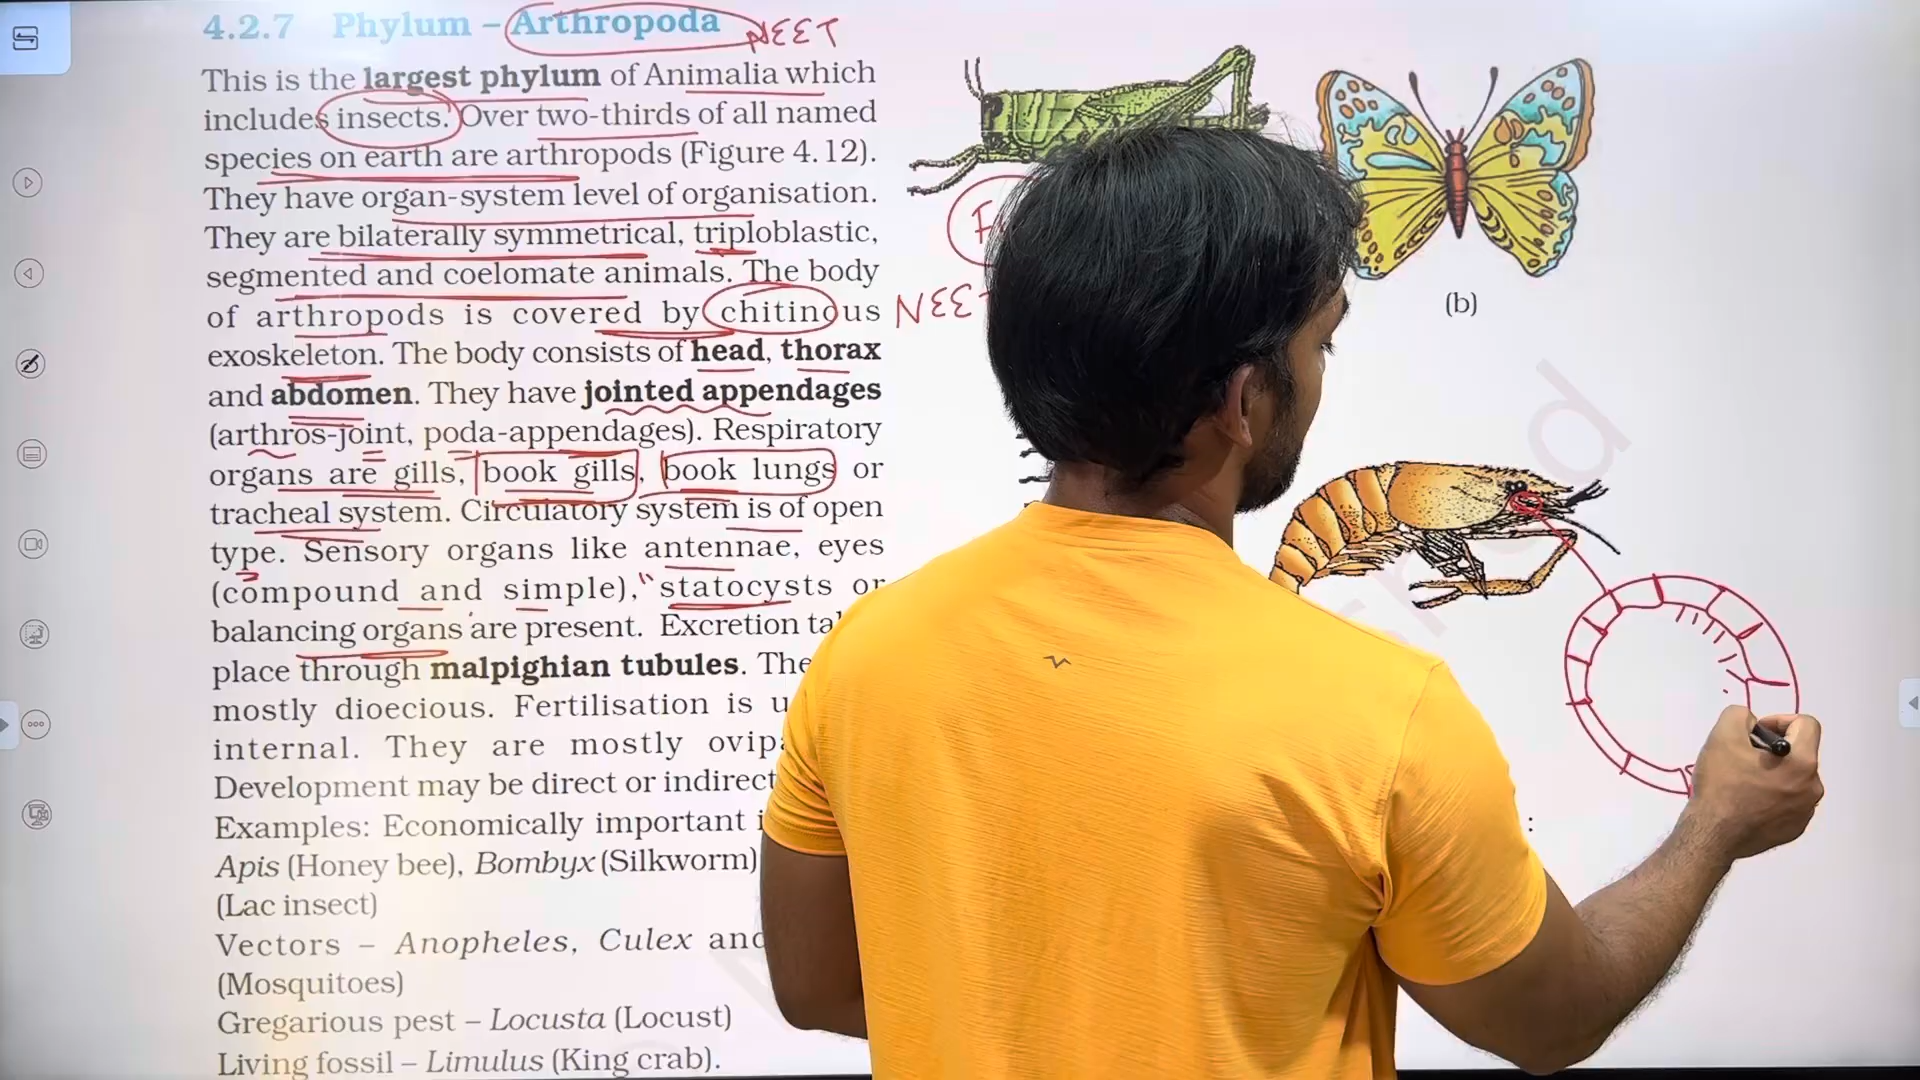 4.2.7 Phylum – Arthropoda
NEET
This is the largest phylum of Animalia which
includes insects. Over two-thirds of all named
species on earth are arthropods (Figure 4.12).
They have organ-system level of organisation.
They are bilaterally symmetrical, triploblastic,
segmented and coelomate animals. The body
of arthropods is covered by chitinous
NEET
exoskeleton. The body consists of head, thorax
and abdomen. They have jointed appendages
(arthros-joint, poda-appendages). Respiratory
organs are gills, book gills, book lungs or
tracheal system. Circulatory system is of open
type. Sensory organs like antennae, eyes
(compound and simple), statocysts or
balancing organs are present. Excretion
place through malpighian tubules.
mostly dioecious. Fertilisation is
internal. They are mostly
Development may be direct or indirect
Examples: Economically important
Apis (Honey bee), Bombyx (Silkworm)
(Lac insect)
Vectors – Anopheles, Culex and
(Mosquitoes)
Gregarious pest – Locusta (Locust)
Living fossil – Limulus (King crab).
(b)